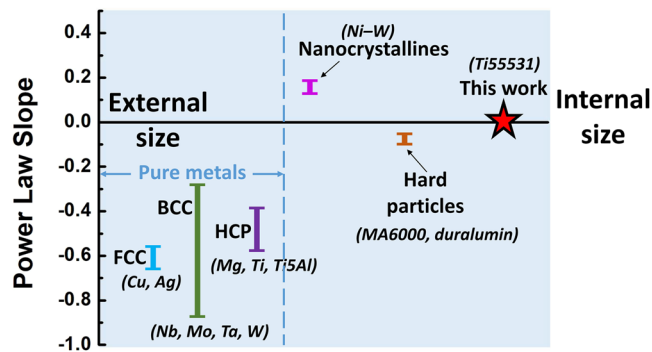 Power Law Slope
0.4
0.2
0.0
-0.2
-0.4
-0.6
-0.8
-1.0
(Ni–W)
Nanocrystallines
(Ti55531)
This work
External
size
Internal
size
Pure metals
Hard
particles
(MA6000, duralumin)
BCC
HCP
FCC
(Mg, Ti, Ti5Al)
(Cu, Ag)
(Nb, Mo, Ta, W)